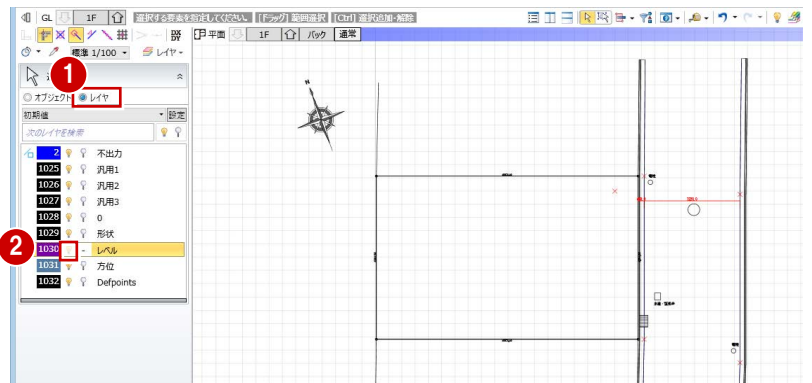 GL 1F 選択する要素を指定してください。 [[ドラッグ] 範囲選択 [[Ctrl] 選択追加・解除
平面 1F バック 通常
標準 1/100 レイヤ
1
オブジェクト レイヤ
初期値 設定
次のレイヤを検索
2 不出力
1025 汎用1
1026 汎用2
1027 汎用3
1028 0
1029 形状
2
1030 レベル
1031 方位
1032 Defpoints
N